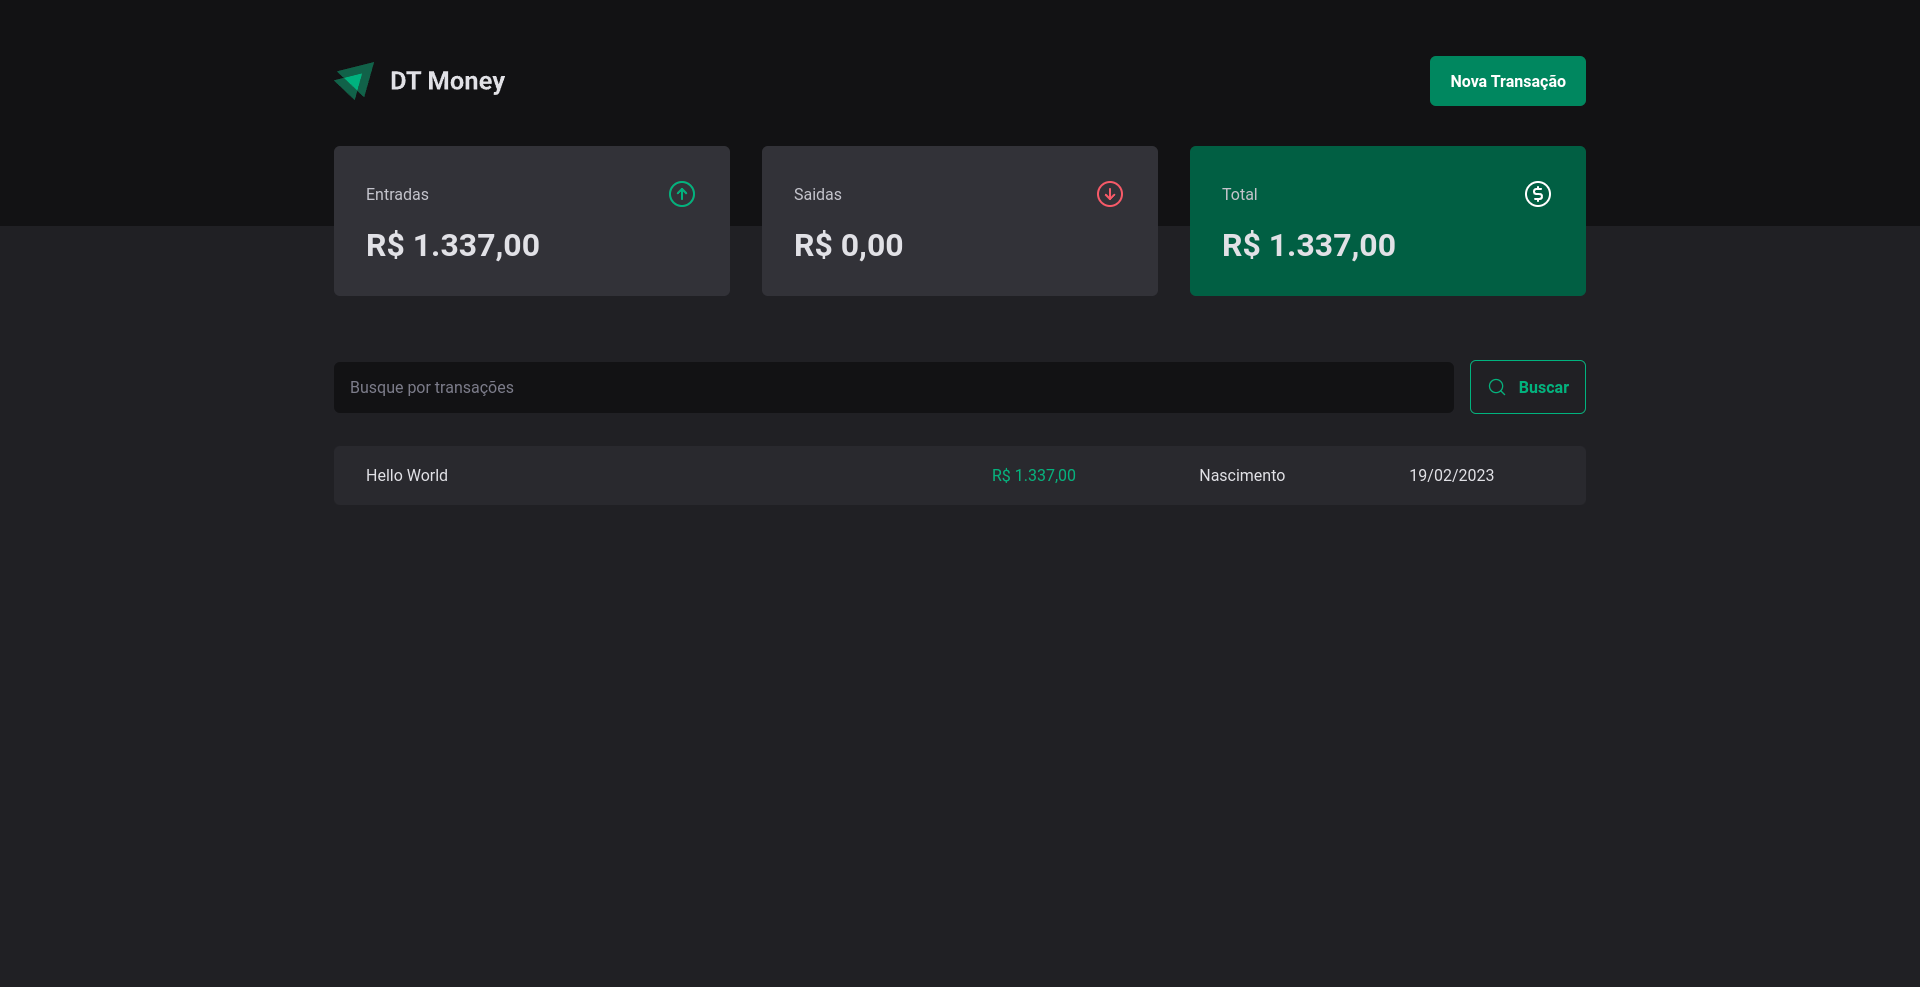 DT Money
Nova Transação
Entradas
R$ 1.337,00
Saidas
R$ 0,00
Total
R$ 1.337,00
Busque por transações
Buscar
Hello World R$ 1.337,00 Nascimento 19/02/2023